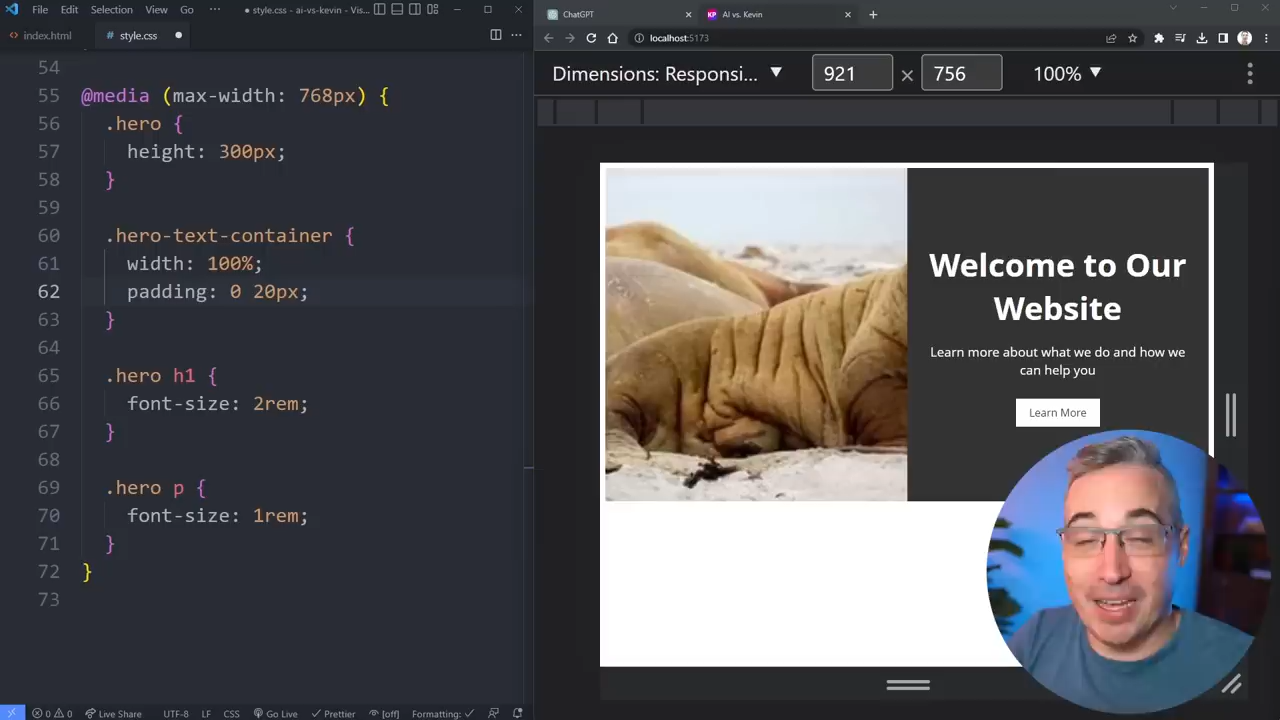 File Edit Selection View Go ··· ● style.css - ai-vs-kevin - Vis...
index.html # style.css ●
54
55 @media (max-width: 768px) {
56 .hero {
57 height: 300px;
58 }
59
60 .hero-text-container {
61 width: 100%;
62 padding: 0 20px;
63 }
64
65 .hero h1 {
66 font-size: 2rem;
67 }
68
69 .hero p {
70 font-size: 1rem;
71 }
72 }
73
0 0 Live Share UTF-8 LF CSS Go Live Prettier [off] Formatting:
ChatGPT KP AI vs. Kevin
localhost:5173
Dimensions: Responsi... 921 × 756 100%
Welcome to Our
Website
Learn more about what we do and how we
can help you
Learn More